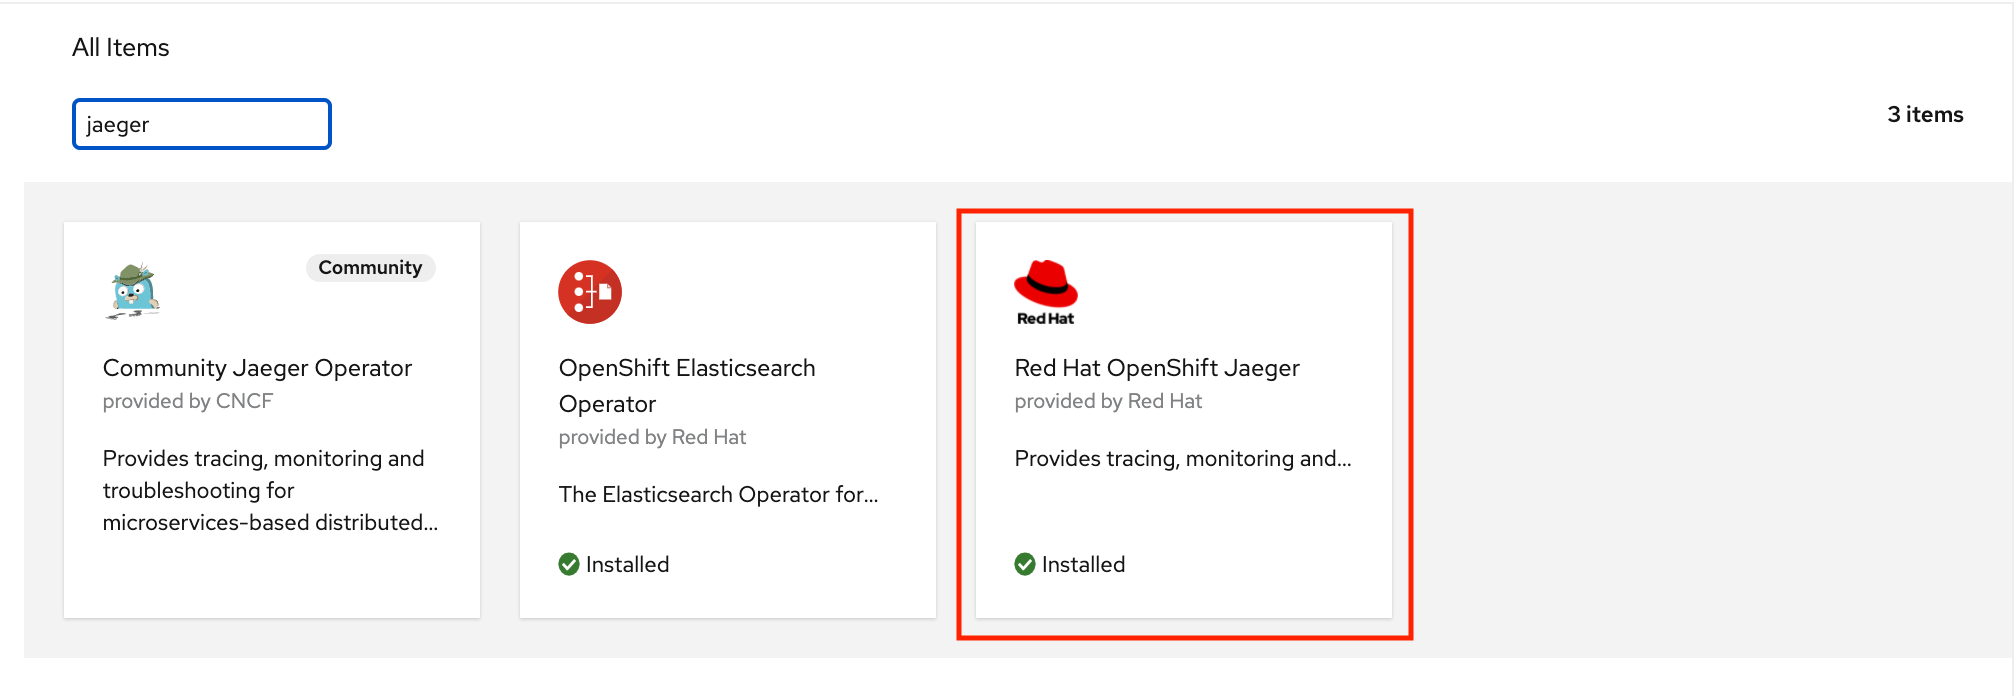 All Items
jaeger
3 items
Community
Community Jaeger Operator
provided by CNCF
Provides tracing, monitoring and
troubleshooting for
microservices-based distributed...
OpenShift Elasticsearch
Operator
provided by Red Hat
The Elasticsearch Operator for...
Installed
Red Hat
Red Hat OpenShift Jaeger
provided by Red Hat
Provides tracing, monitoring and...
Installed